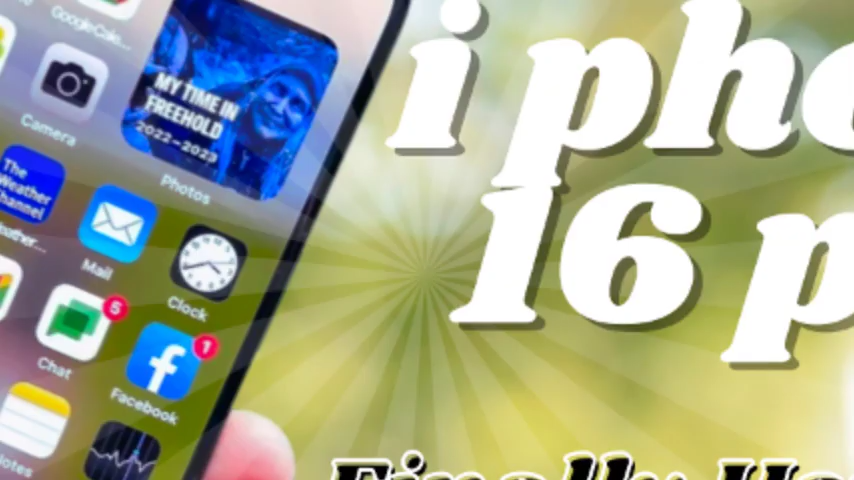 GoogleCale...
Camera
MY TIME IN
FREEHOLD
2022-2023
photos
The
Weather
Channel
Mail
Clock
5
Chat
1
Facebook
i pho
16 p
Finally